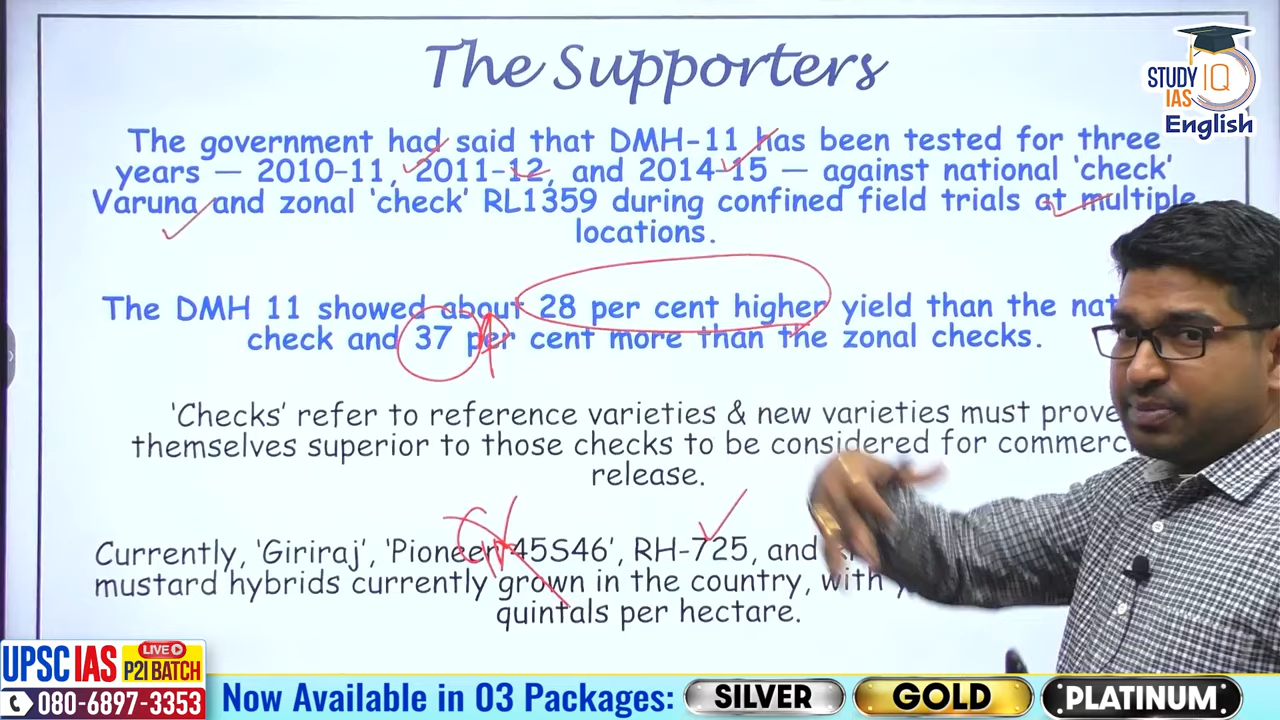 The Supporters
STUDY IQ
IAS
English
The government had said that DMH-11 has been tested for three
years — 2010-11, 2011-12, and 2014-15 — against national ‘check’
Varuna and zonal ‘check’ RL1359 during confined field trials at multiple
locations.
The DMH 11 showed about 28 per cent higher yield than the
check and 37 per cent more than the zonal checks.
‘Checks’ refer to reference varieties & new varieties must prove
themselves superior to those checks to be considered for
release.
Currently, ‘Giriraj’, ‘Pioneer 45S46’, RH-725, and
mustard hybrids currently grown in the country, with
quintals per hectare.
UPSC IAS LIVE P2I BATCH
080-6897-3353
Now Available in 03 Packages: SILVER GOLD PLATINUM